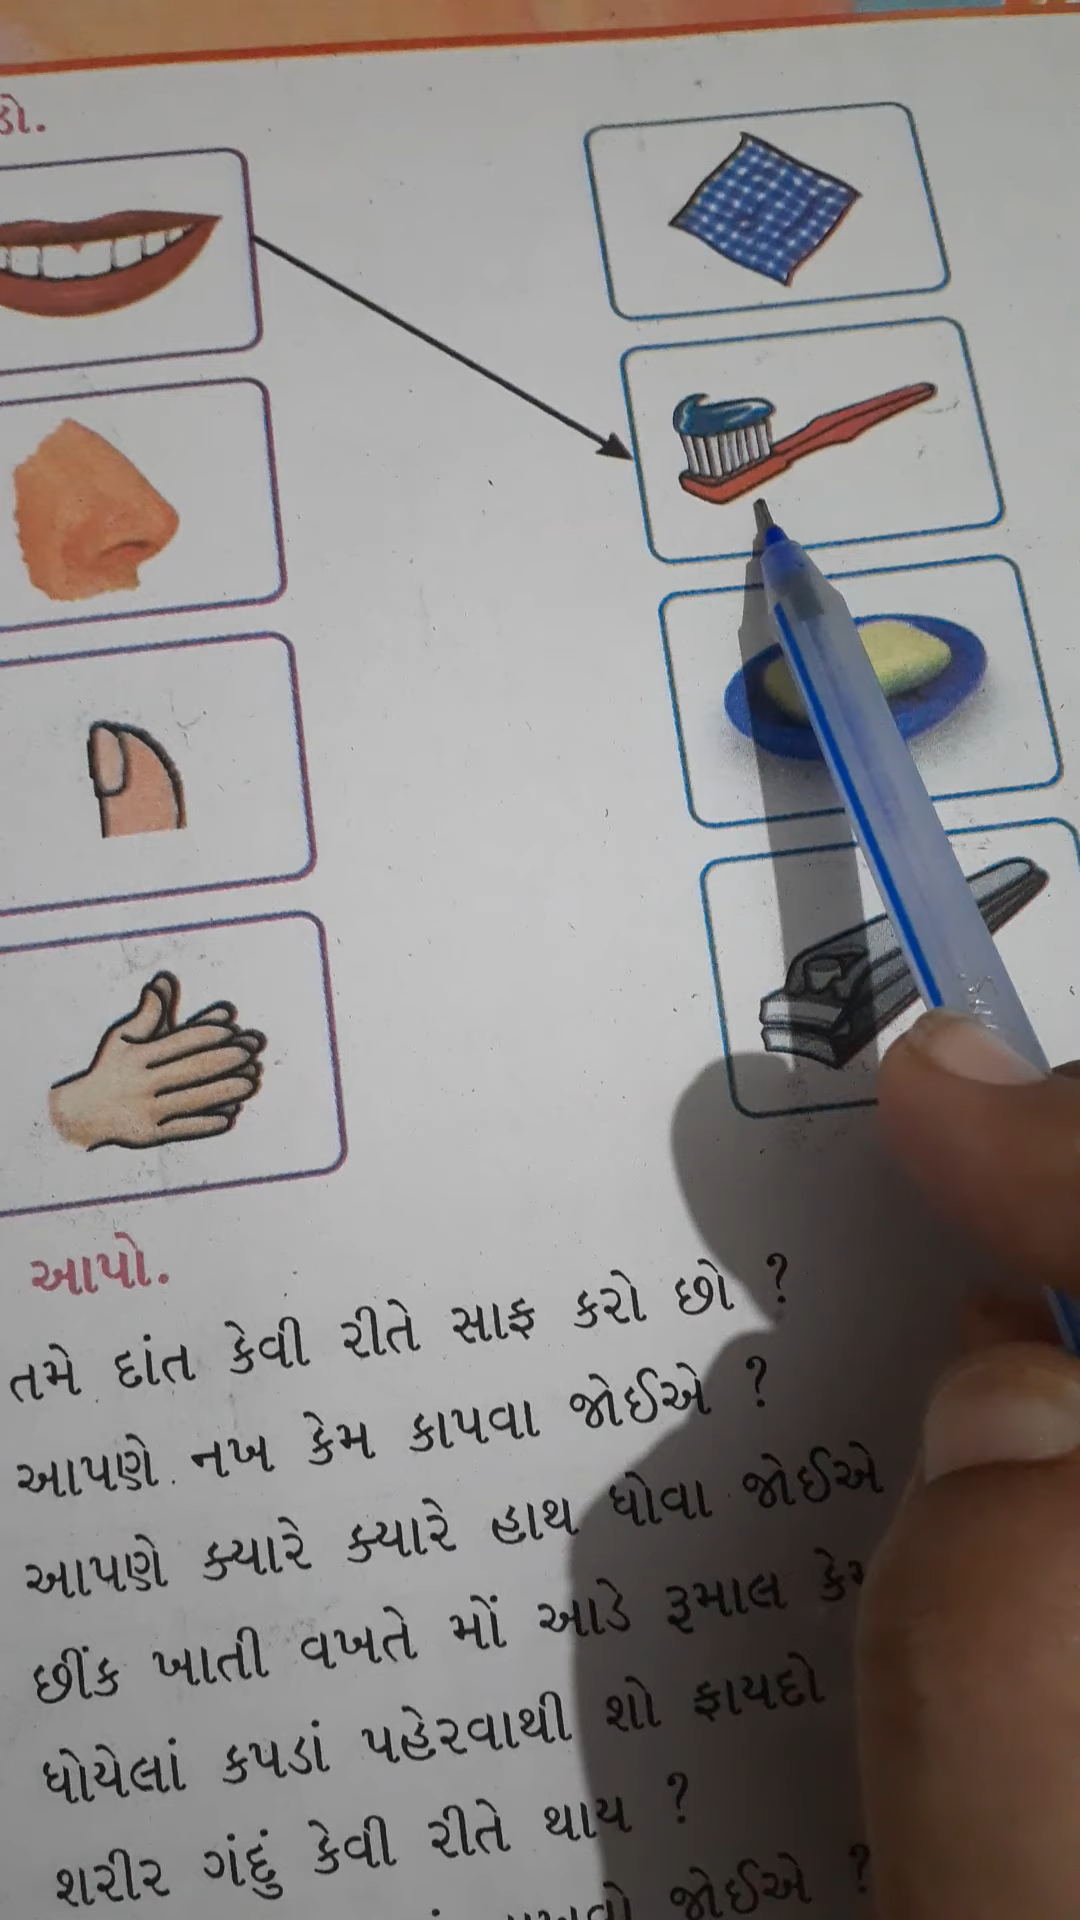 આપો.
તમે દાંત કેવી રીતે સાફ કરો છો ?
આપણે નખ કેમ કાપવા જોઈએ ?
આપણે ક્યારે ક્યારે હાથ ધોવા જોઈએ
છીંક ખાતી વખતે મોં આડે રૂમાલ
ધોયેલાં કપડાં પહેરવાથી શો ફાયદો
શરીર ગંદું કેવી રીતે થાય ?
જોઈએ ?